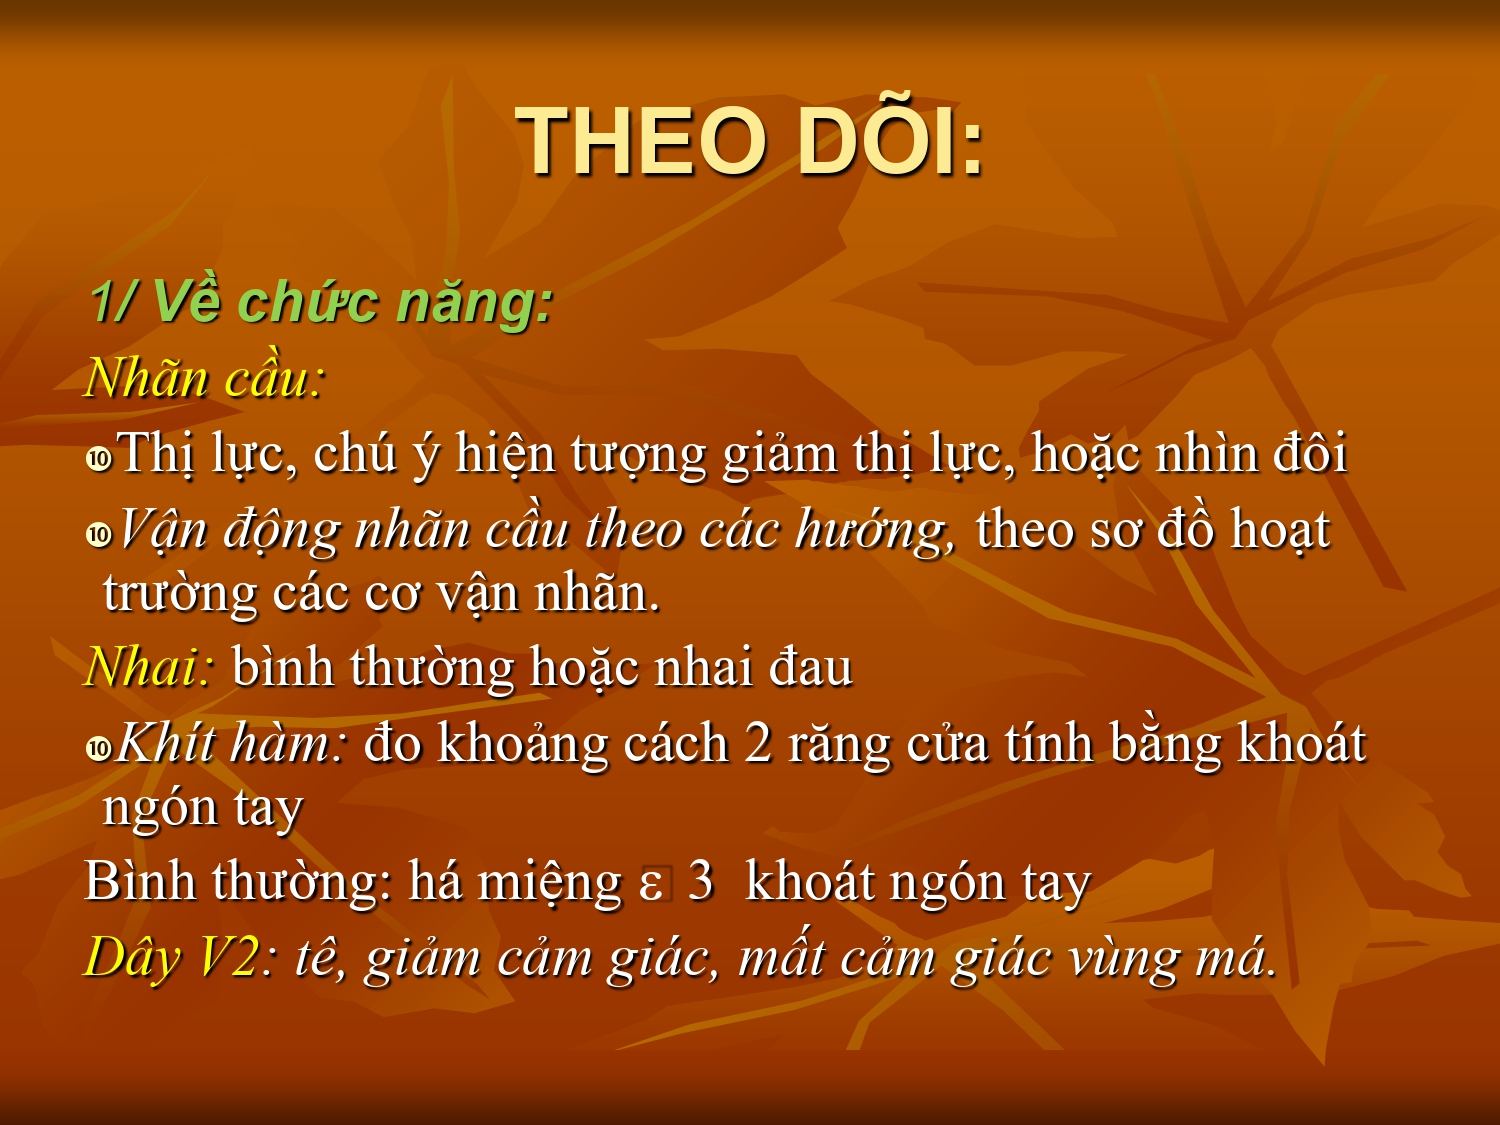 THEO DÕI:
1/ Về chức năng:
Nhãn cầu:
❿Thị lực, chú ý hiện tượng giảm thị lực, hoặc nhìn đôi
❿Vận động nhãn cầu theo các hướng, theo sơ đồ hoạt
trường các cơ vận nhãn.
Nhai: bình thường hoặc nhai đau
❿Khít hàm: đo khoảng cách 2 răng cửa tính bằng khoát
ngón tay
Bình thường: há miệng ε 3 khoát ngón tay
Dây V2: tê, giảm cảm giác, mất cảm giác vùng má.